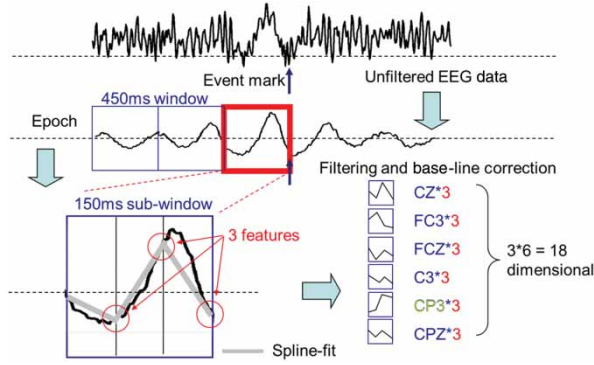 Event mark
Unfiltered EEG data
450ms window
Epoch
Filtering and base-line correction
150ms sub-window
3 features
CZ*3
FC3*3
FCZ*3
C3*3
CP3*3
CPZ*3
3*6 = 18
dimensional
Spline-fit